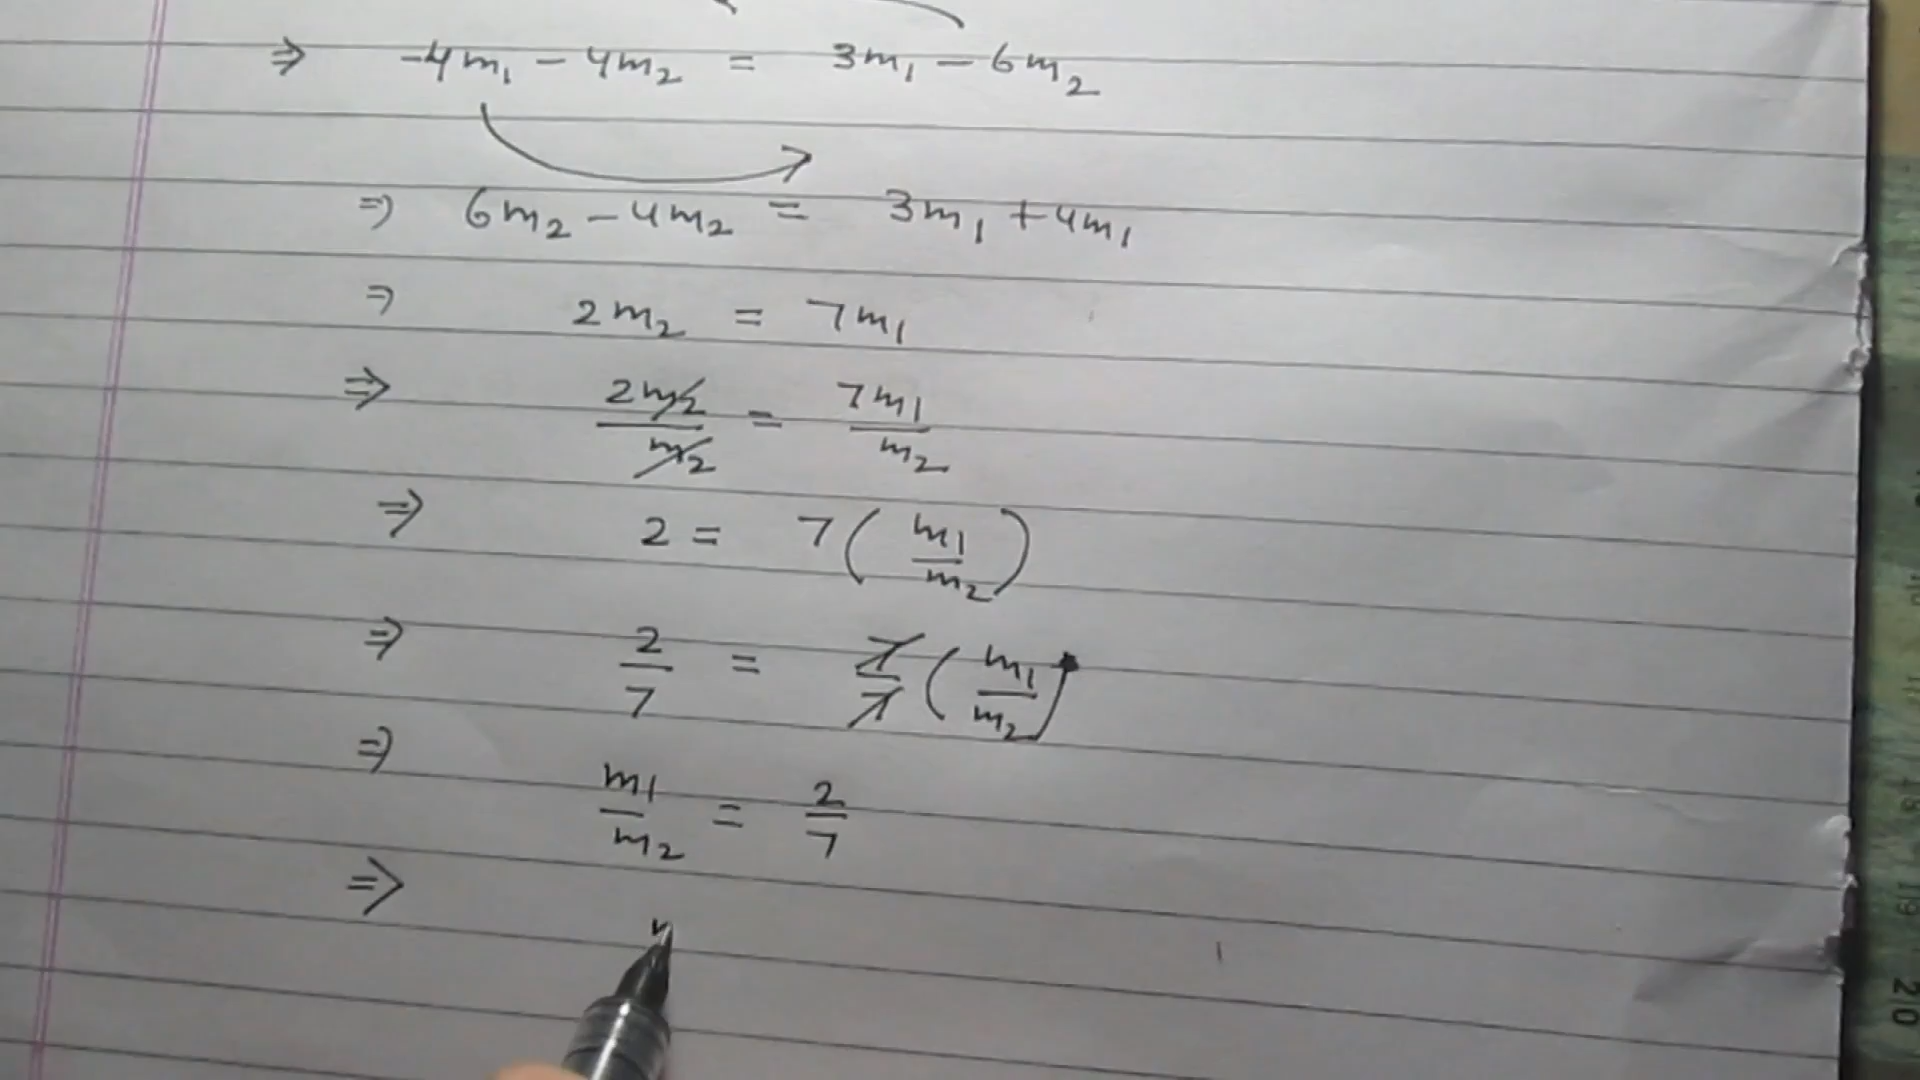 ⇒ -4m₁ - 4m₂ = 3m₁ - 6m₂
⇒ 6m₂ - 4m₂ = 3m₁ + 4m₁
⇒ 2m₂ = 7m₁
⇒ 2m₂/m₂ = 7m₁/m₂
⇒ 2 = 7(m₁/m₂)
⇒ 2/7 = 7/7(m₁/m₂)
⇒ m₁/m₂ = 2/7
⇒